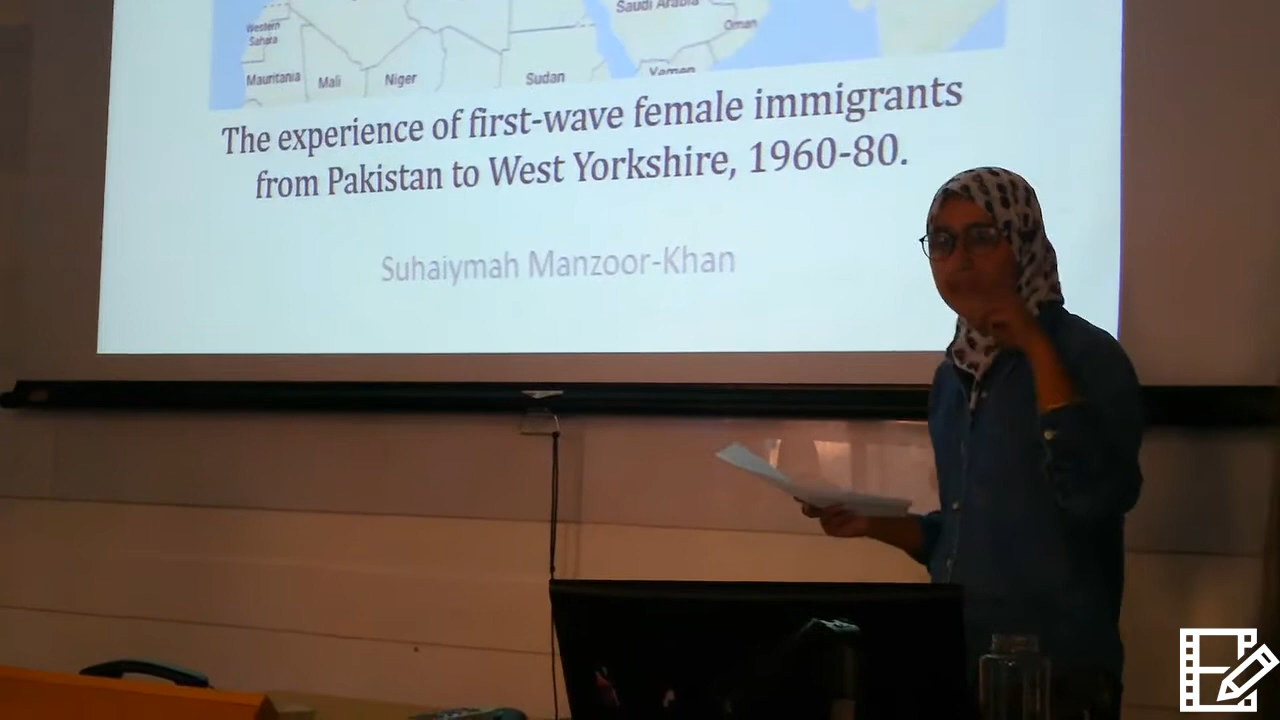 Saudi Arabia
Western
Sahara
Oman
Mauritania
Mali
Niger
Sudan
Yemen
The experience of first-wave female immigrants
from Pakistan to West Yorkshire, 1960-80.
Suhaiymah Manzoor-Khan